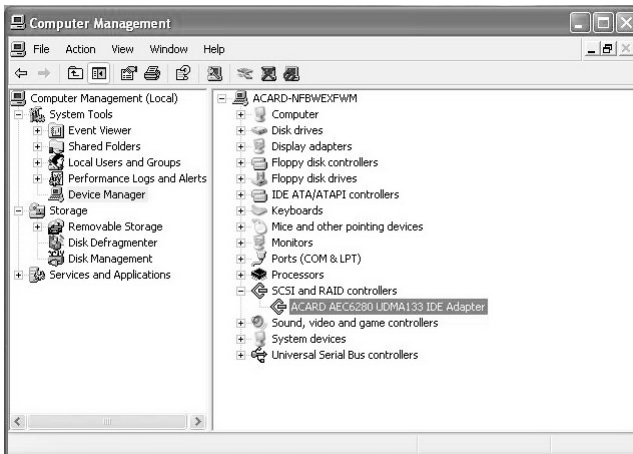 Computer Management
File Action View Window Help
Computer Management (Local)
System Tools
Event Viewer
Shared Folders
Local Users and Groups
Performance Logs and Alerts
Device Manager
Storage
Removable Storage
Disk Defragmenter
Disk Management
Services and Applications
ACARD-NFBWEXFWM
Computer
Disk drives
Display adapters
Floppy disk controllers
Floppy disk drives
IDE ATA/ATAPI controllers
Keyboards
Mice and other pointing devices
Monitors
Ports (COM & LPT)
Processors
SCSI and RAID controllers
ACARD AEC6280 UDMA133 IDE Adapter
Sound, video and game controllers
System devices
Universal Serial Bus controllers